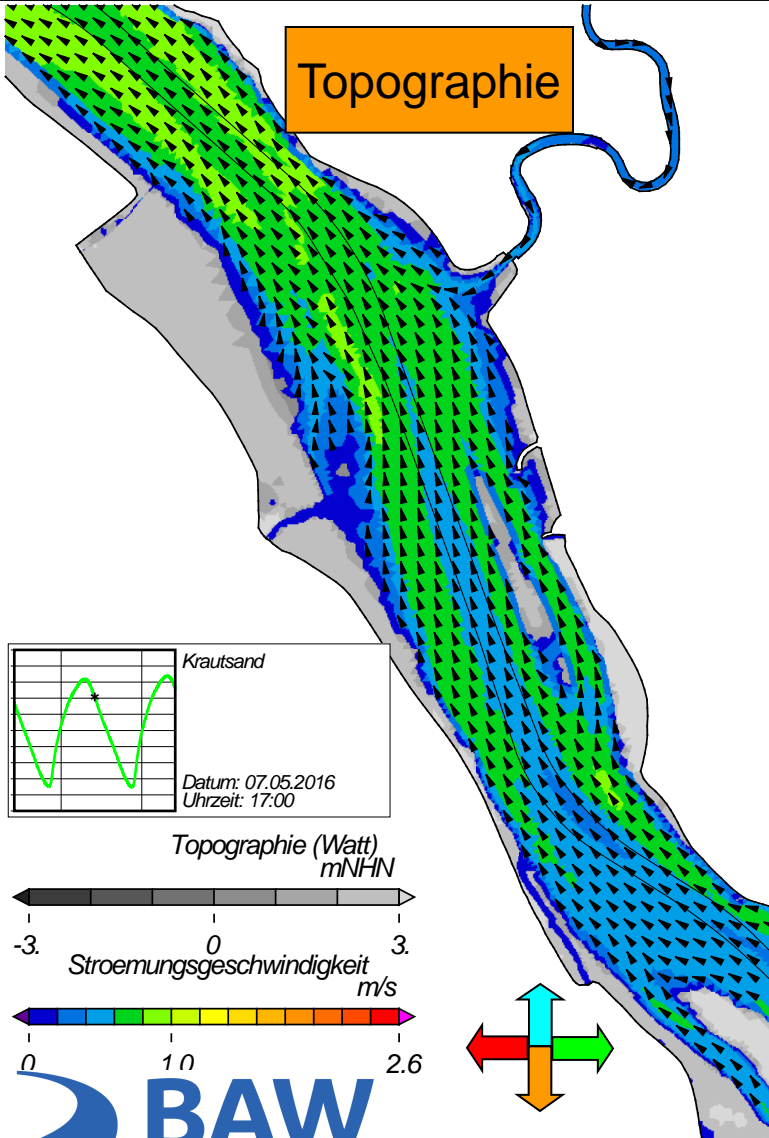 Topographie
Krautsand
Datum: 07.05.2016
Uhrzeit: 17:00
Topographie (Watt)
mNHN
-3. 0 3.
Stroemungsgeschwindigkeit
m/s
0 1.0 2.6
BAW